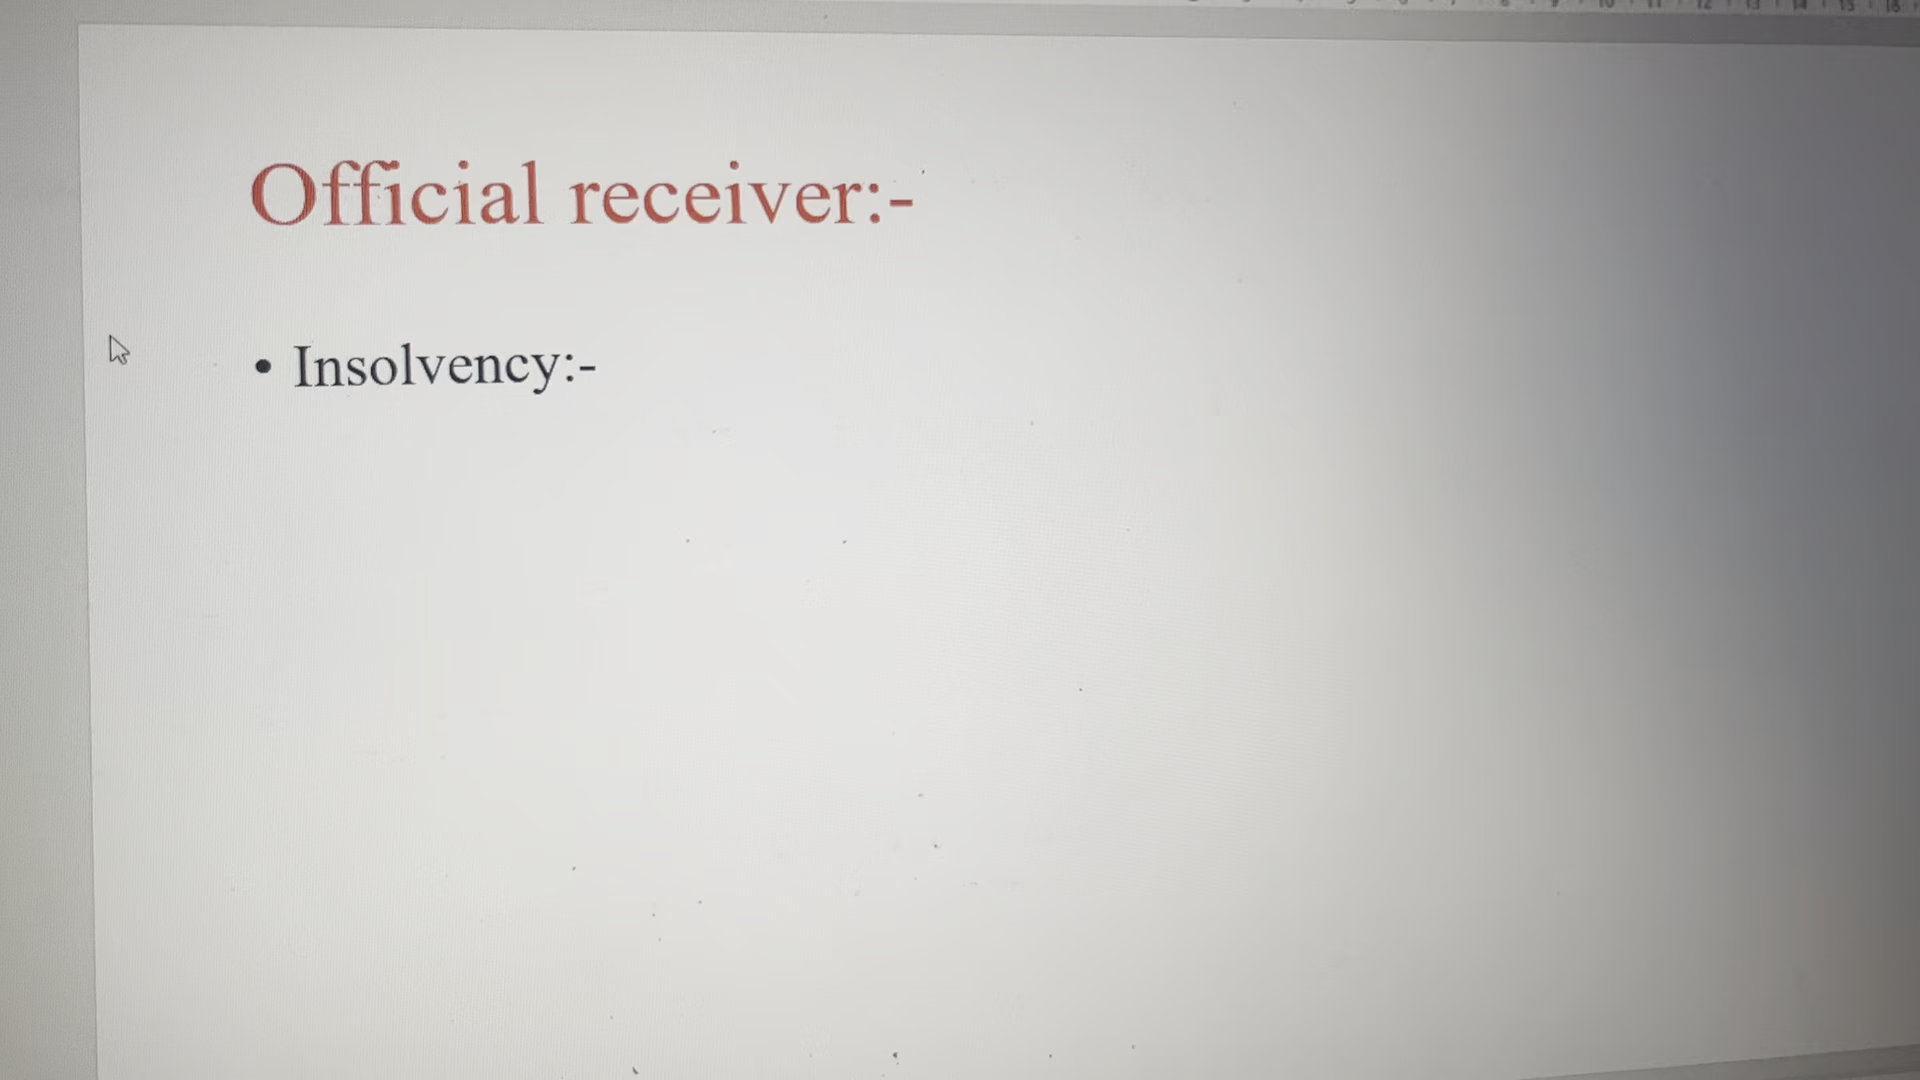 Official receiver:-
• Insolvency:-